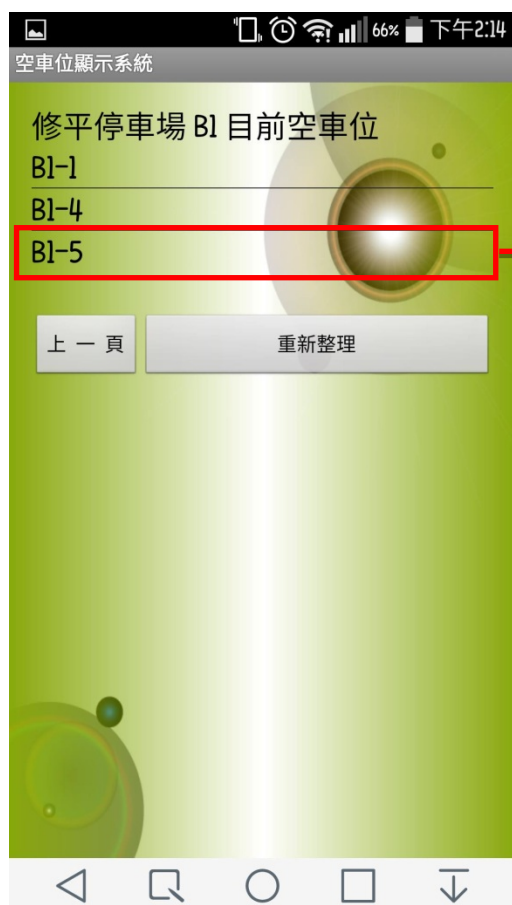 66% 下午2:14
空車位顯示系統
修平停車場 B1 目前空車位
B1-1
B1-4
B1-5
上一頁 重新整理